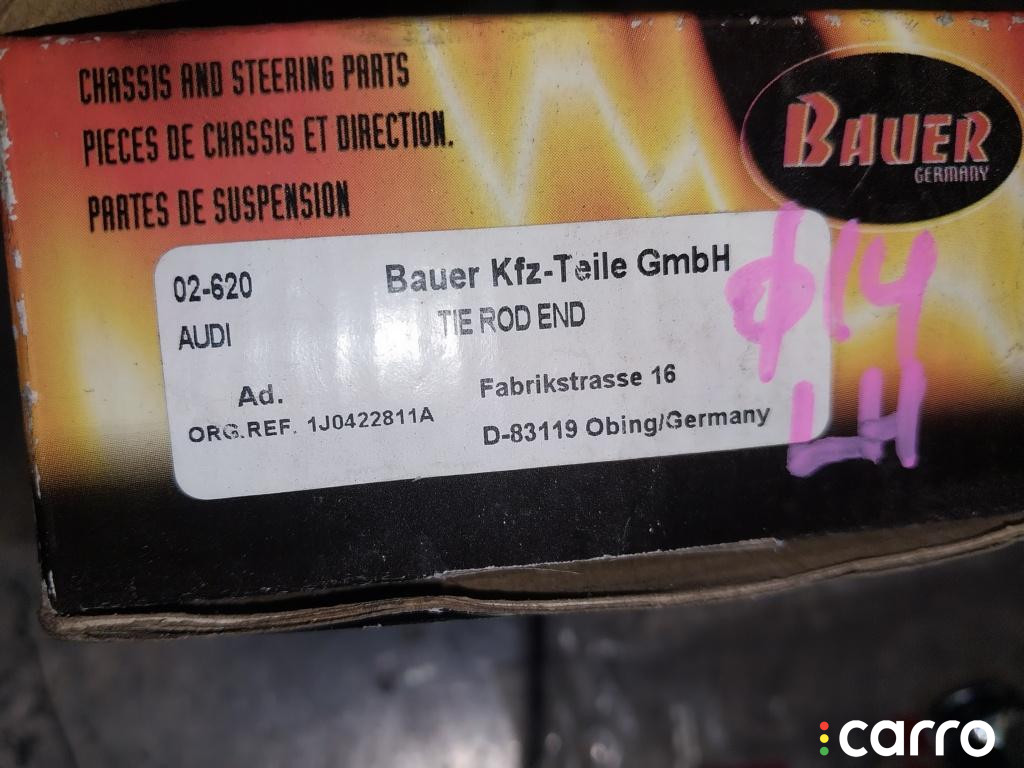 CHASSIS AND STEERING PARTS
PIECES DE CHASSIS ET DIRECTION.
PARTES DE SUSPENSION
BAUER
GERMANY
02-620
Bauer Kfz-Teile GmbH
AUDI
TIE ROD END
Ad.
Fabrikstrasse 16
ORG.REF. 1J0422811A
D-83119 Obing/Germany
φ14
LH
carro